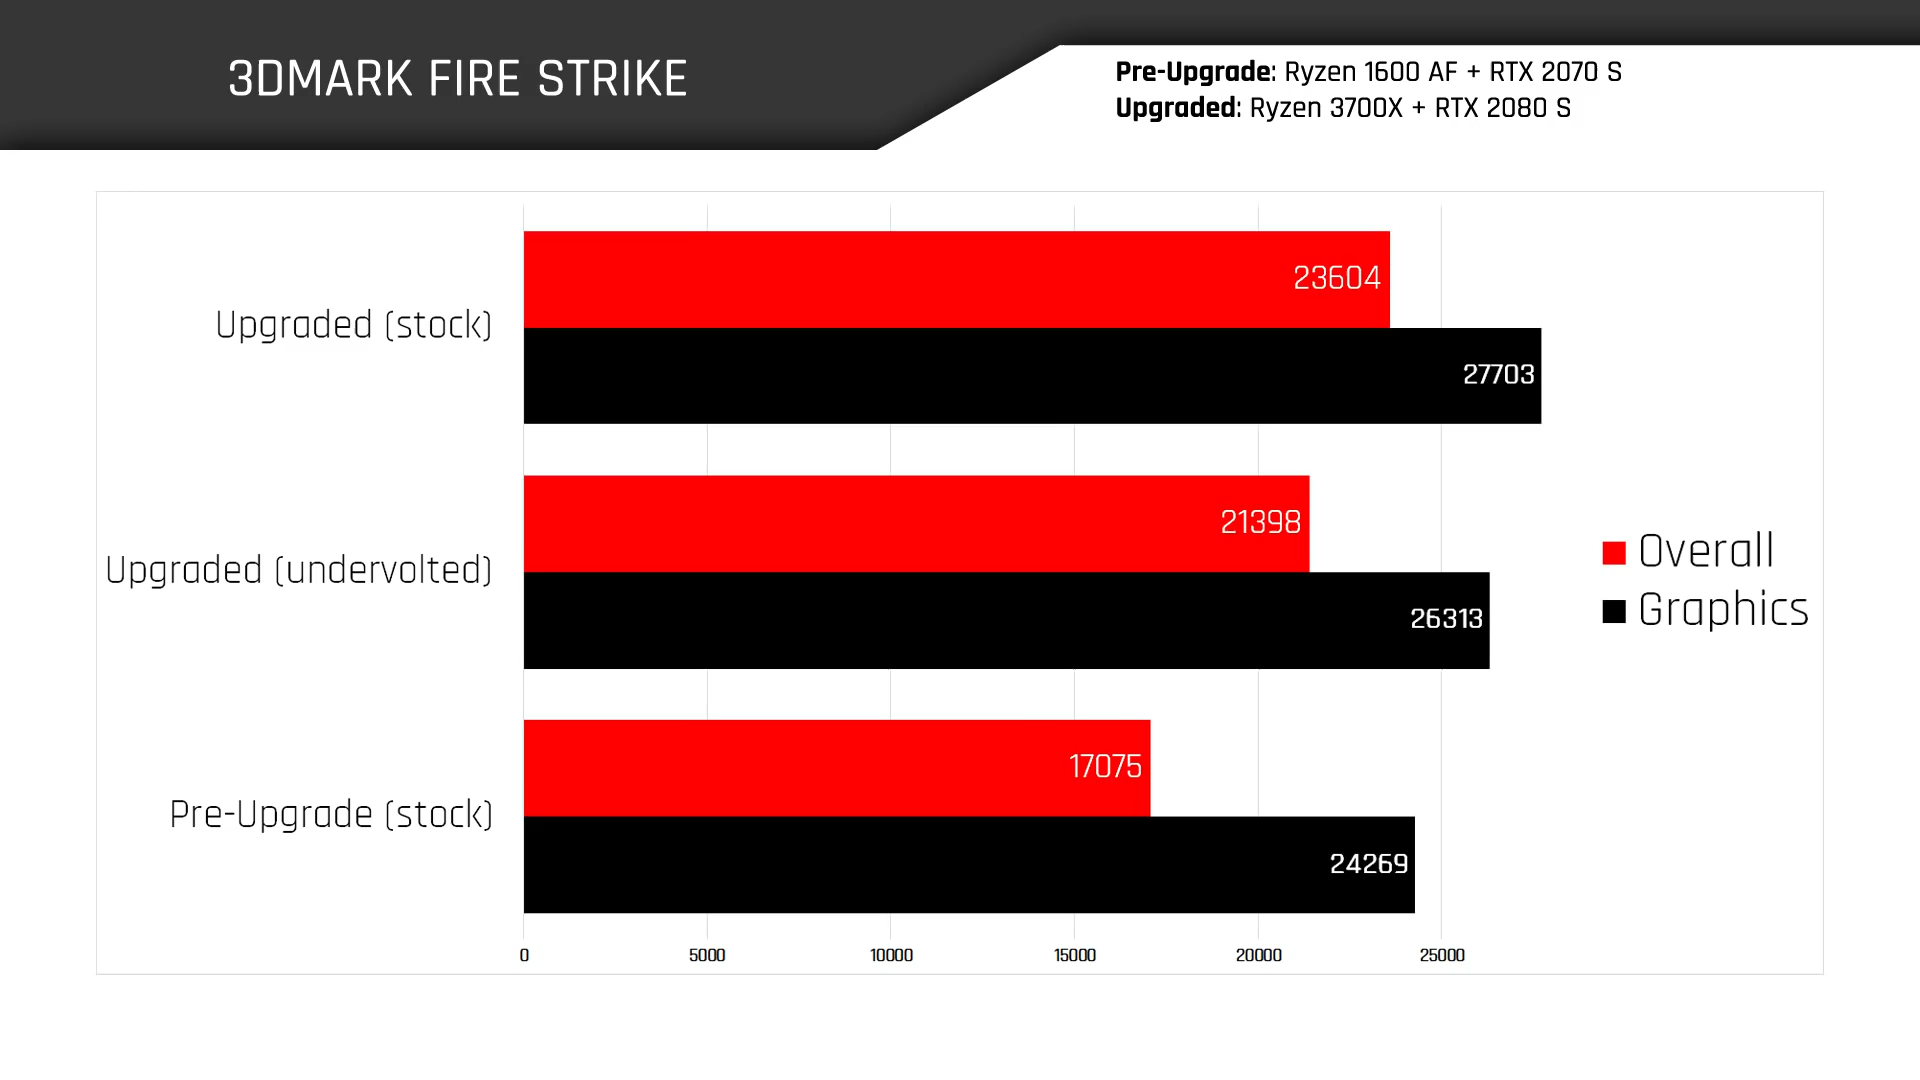 3DMARK FIRE STRIKE
Pre-Upgrade: Ryzen 1600 AF + RTX 2070 S
Upgraded: Ryzen 3700X + RTX 2080 S
Upgraded (stock)
23604
27703
Upgraded (undervolted)
21398
26313
Pre-Upgrade (stock)
17075
24269
Overall
Graphics
0 5000 10000 15000 20000 25000